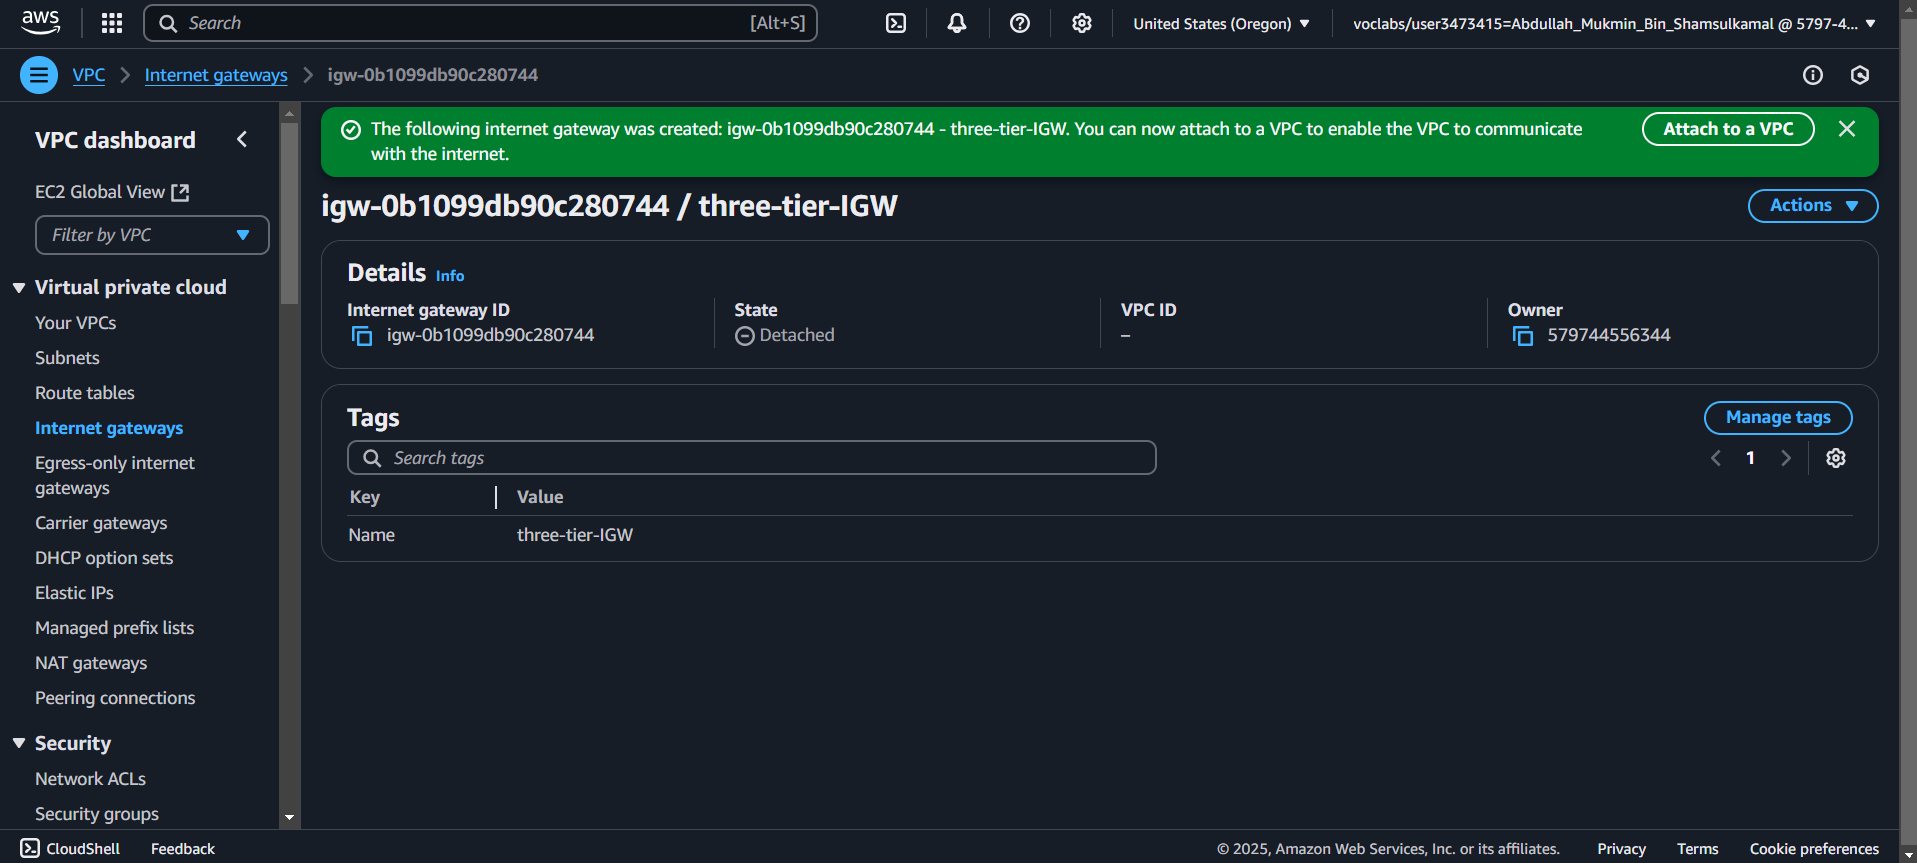 aws
Search [Alt+S]
United States (Oregon)
voclabs/user3473415=Abdullah_Mukmin_Bin_Shamsulkamal @ 5797-4...
VPC
Internet gateways
igw-0b1099db90c280744
VPC dashboard
EC2 Global View
Filter by VPC
Virtual private cloud
Your VPCs
Subnets
Route tables
Internet gateways
Egress-only internet
gateways
Carrier gateways
DHCP option sets
Elastic IPs
Managed prefix lists
NAT gateways
Peering connections
Security
Network ACLs
Security groups
The following internet gateway was created: igw-0b1099db90c280744 - three-tier-IGW. You can now attach to a VPC to enable the VPC to communicate
with the internet.
Attach to a VPC
igw-0b1099db90c280744 / three-tier-IGW
Actions
Details Info
Internet gateway ID
igw-0b1099db90c280744
State
Detached
VPC ID
–
Owner
579744556344
Tags
Manage tags
Search tags
1
Key Value
Name three-tier-IGW
CloudShell Feedback
© 2025, Amazon Web Services, Inc. or its affiliates. Privacy Terms Cookie preferences